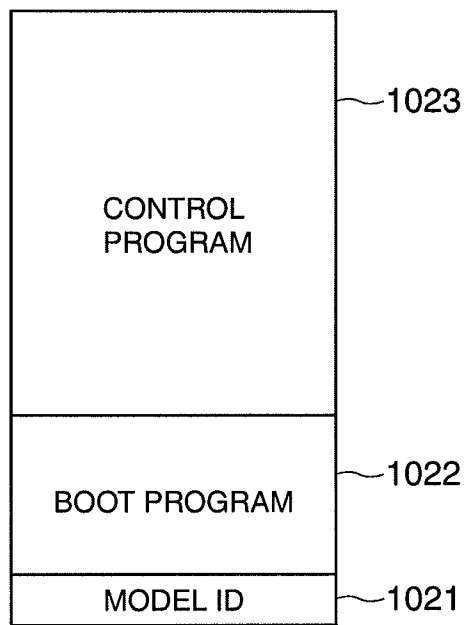 1023
CONTROL
PROGRAM
1022
BOOT PROGRAM
MODEL ID
1021